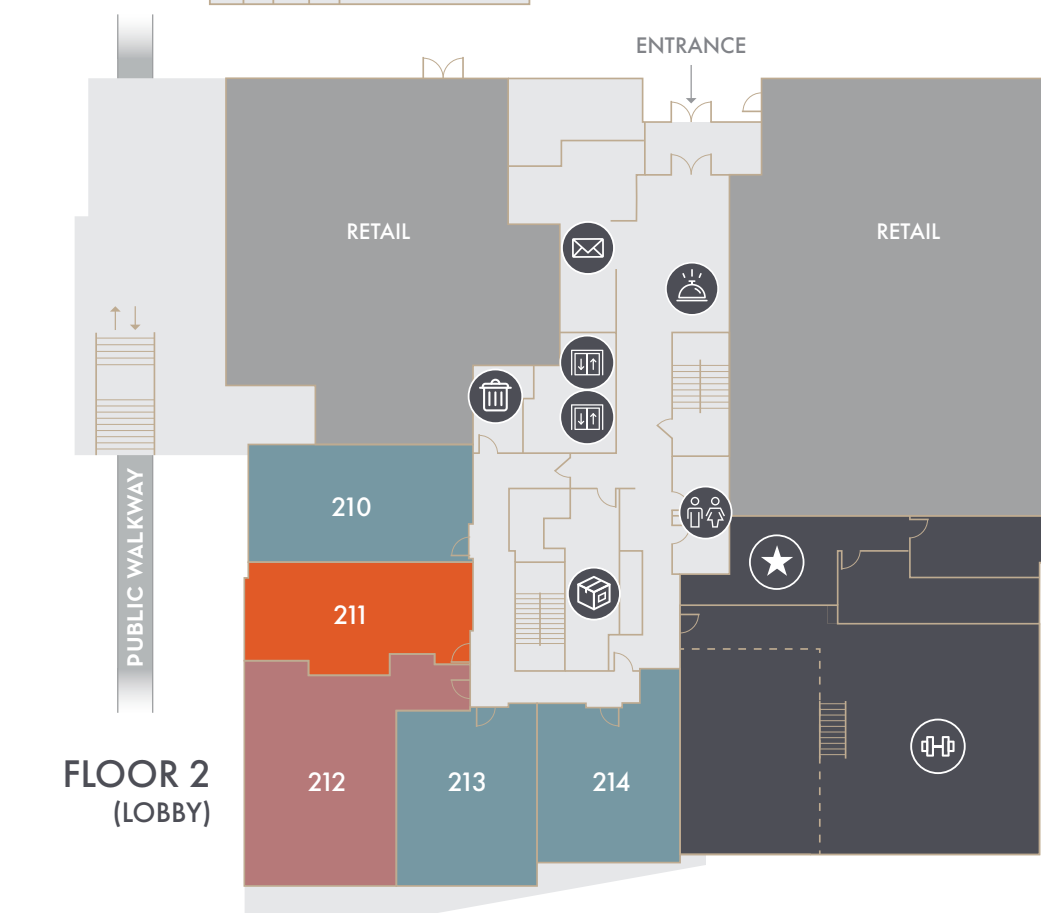 ENTRANCE
RETAIL
RETAIL
PUBLIC WALKWAY
210
211
212
213
214
FLOOR 2
(LOBBY)